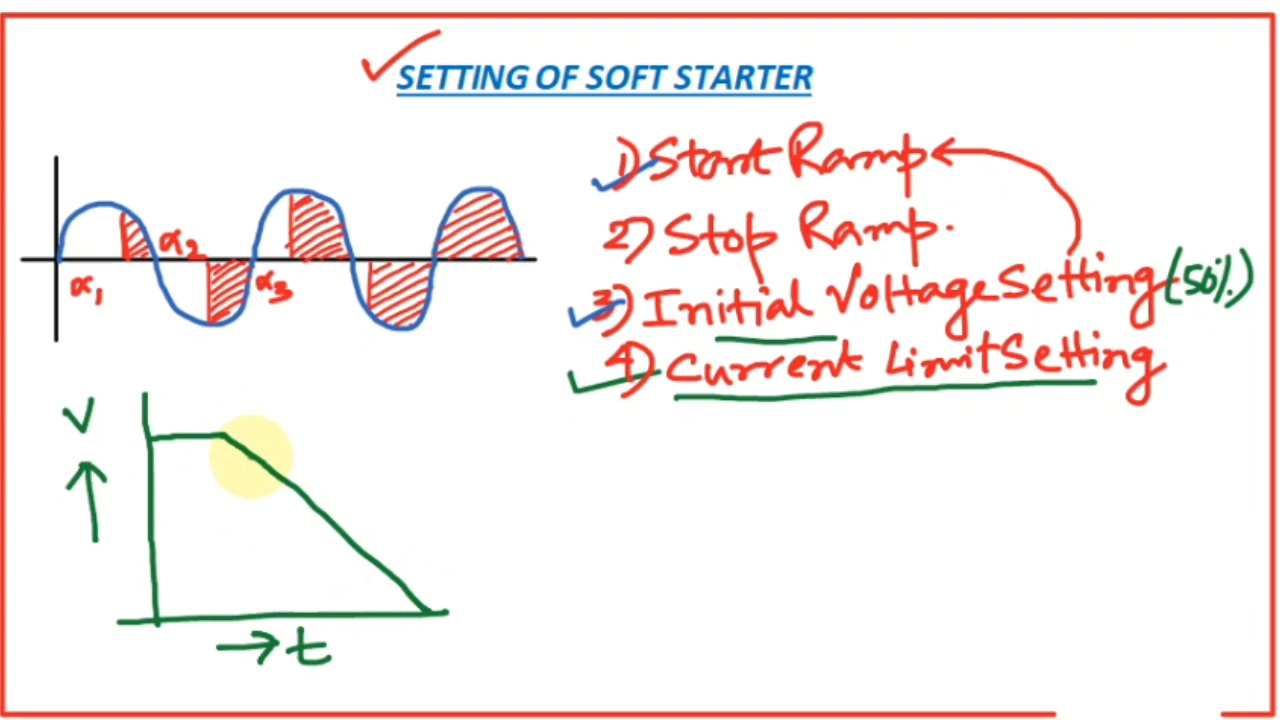 SETTING OF SOFT STARTER
1) Start Ramp
2) Stop Ramp.
3) Initial Voltage Setting (50%)
4) Current Limit Setting
α1
α2
α3
V
t